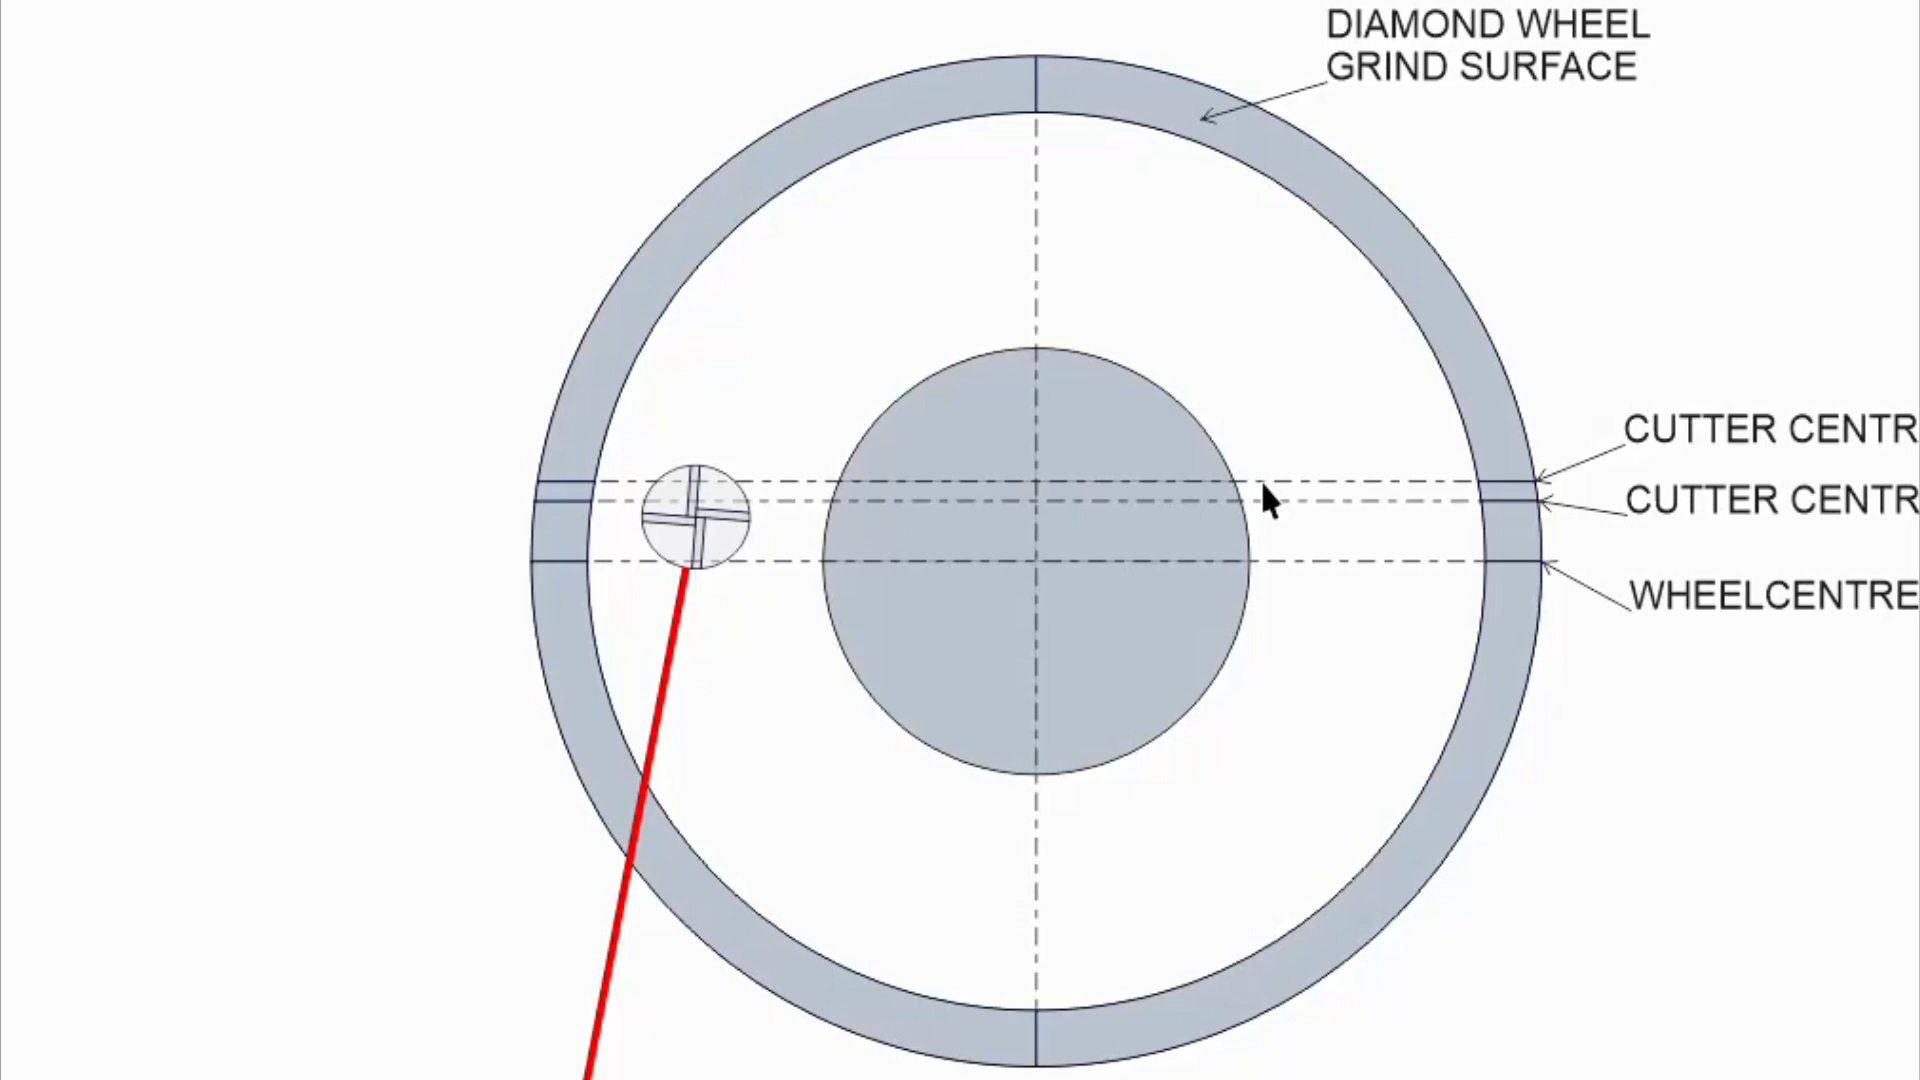 DIAMOND WHEEL
GRIND SURFACE
CUTTER CENTR
CUTTER CENTR
WHEELCENTRE